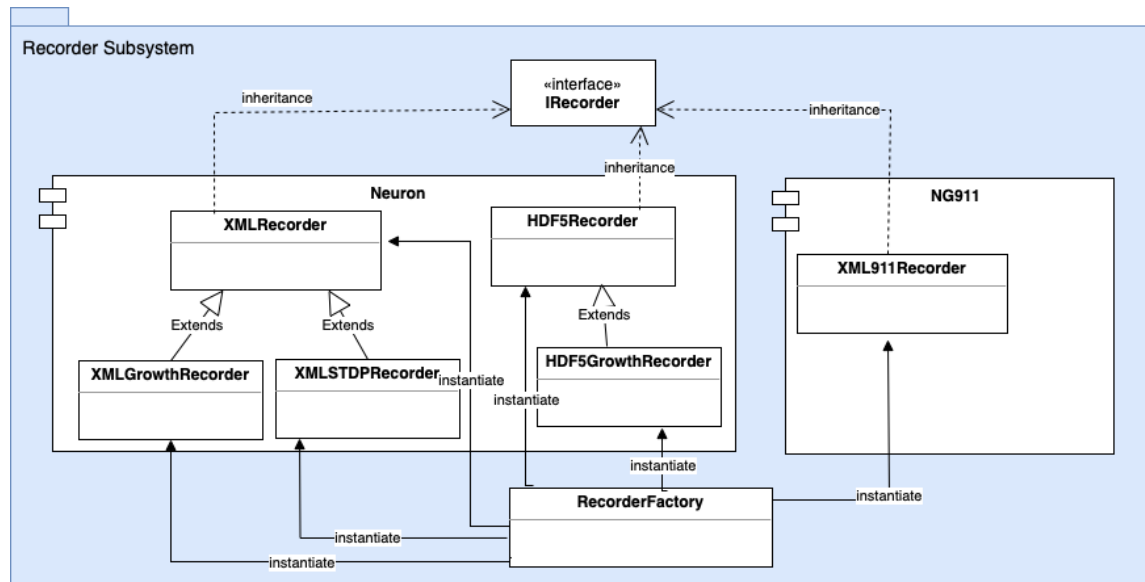 Recorder Subsystem
«interface»
IRecorder
inheritance
inheritance
inheritance
Neuron
NG911
XMLRecorder
HDF5Recorder
XML911Recorder
Extends
Extends
Extends
XMLGrowthRecorder
XMLSTDPRecorder
HDF5GrowthRecorder
instantiate
instantiate
instantiate
RecorderFactory
instantiate
instantiate
instantiate